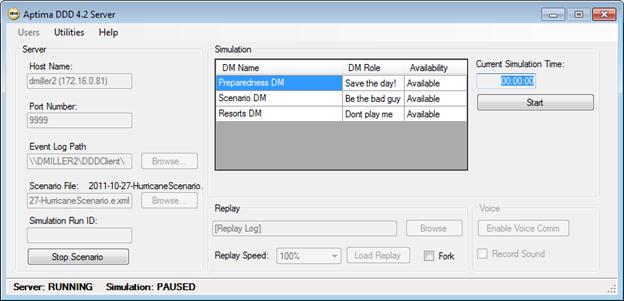 Aptima DDD 4.2 Server
Users Utilities Help
Server
Host Name:
dmiller2 (172.16.0.81)
Port Number:
9999
Event Log Path
\\DMILLER2\DDDClient\ Browse...
Scenario File: 2011-10-27-HurricaneScenario.
27-HurricaneScenario.e.xml Browse...
Simulation Run ID:
Stop Scenario
Simulation
DM Name DM Role Availability
Preparedness DM Save the day! Available
Scenario DM Be the bad guy Available
Resorts DM Dont play me Available
Current Simulation Time:
00:00:00
Start
Replay
[Replay Log] Browse
Replay Speed: 100% Load Replay Fork
Voice
Enable Voice Comm
Record Sound
Server: RUNNING Simulation: PAUSED